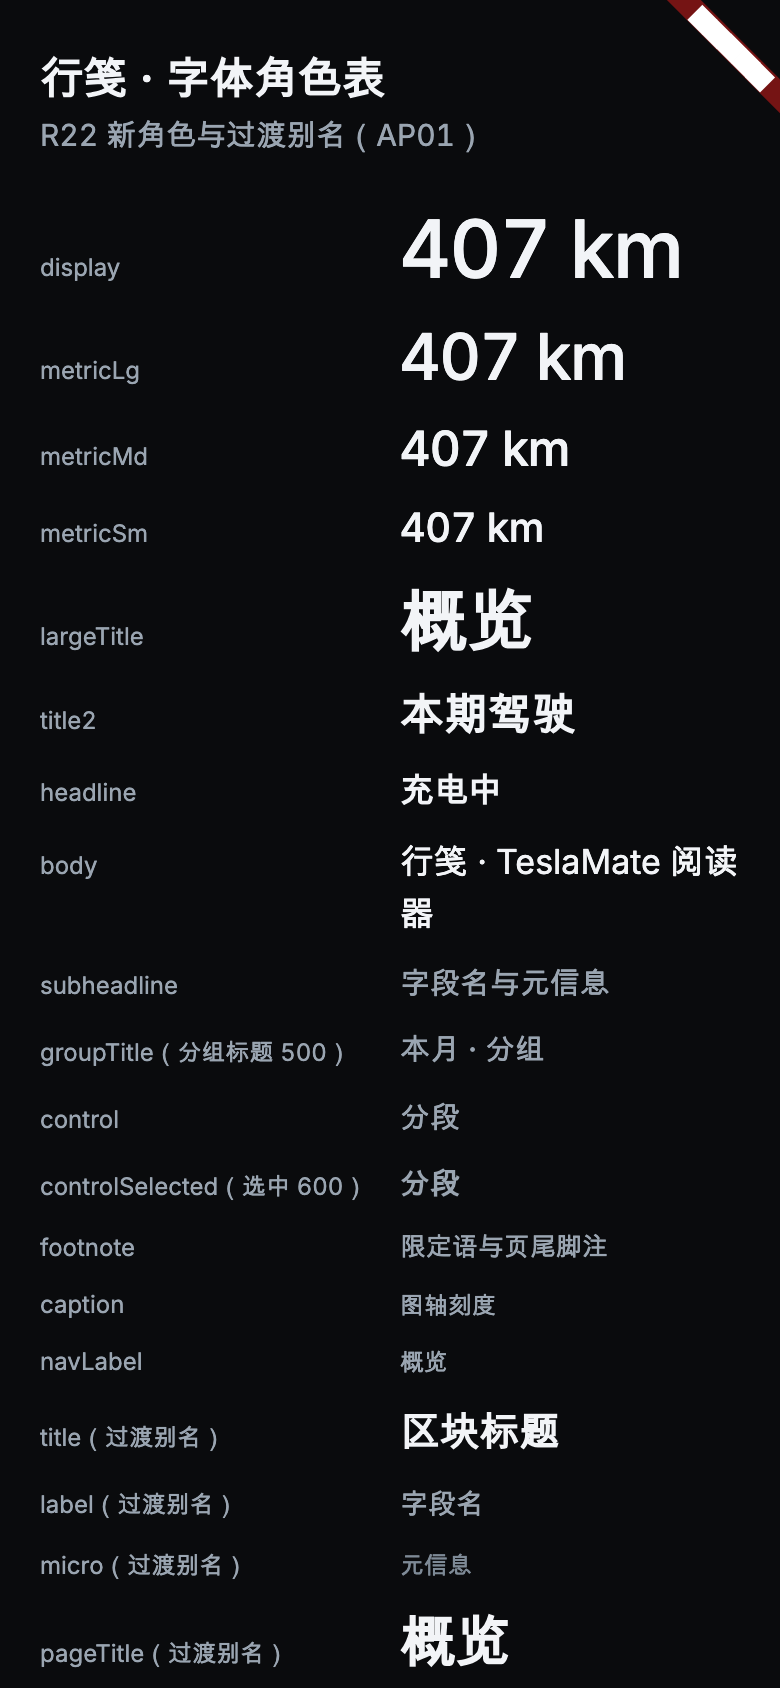 行笺 · 字体角色表
R22 新角色与过渡别名（AP01）
display 407 km
metricLg 407 km
metricMd 407 km
metricSm 407 km
largeTitle 概览
title2 本期驾驶
headline 充电中
body 行笺 · TeslaMate 阅读
器
subheadline 字段名与元信息
groupTitle（分组标题 500） 本月 · 分组
control 分段
controlSelected（选中 600） 分段
footnote 限定语与页尾脚注
caption 图轴刻度
navLabel 概览
title（过渡别名） 区块标题
label（过渡别名） 字段名
micro（过渡别名） 元信息
pageTitle（过渡别名） 概览